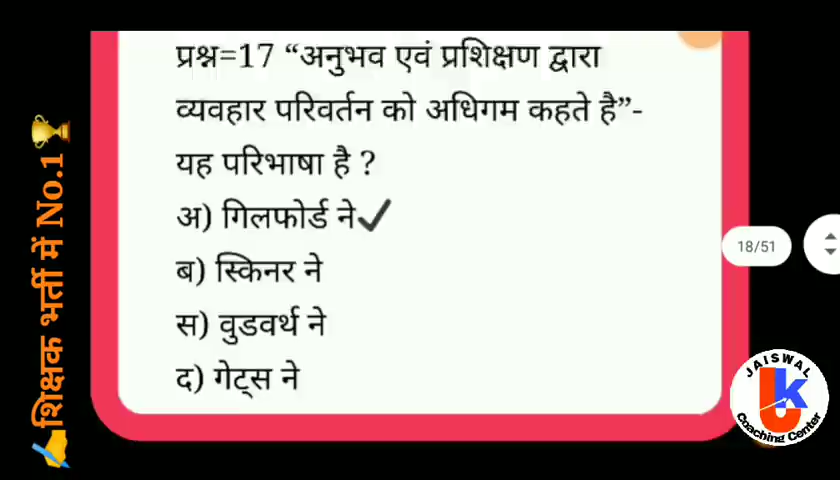 प्रश्न=17 “अनुभव एवं प्रशिक्षण द्वारा
व्यवहार परिवर्तन को अधिगम कहते है”-
यह परिभाषा है ?
अ) गिलफोर्ड ने✓
ब) स्किनर ने
स) वुडवर्थ ने
द) गेट्स ने
✍शिक्षक भर्ती में No.1🏆
18/51
JAISWAL
JK
Coaching Center